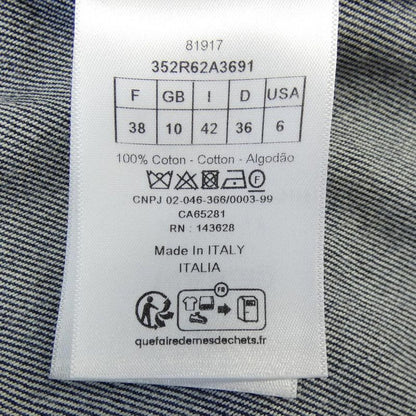 81917
352R62A3691
F GB I D USA
38 10 42 36 6
100% Coton - Cotton - Algodão
F
CNPJ 02-046-366/0003-99
CA65281
RN : 143628
Made In ITALY
ITALIA
FR
quefairedemesdechets.fr